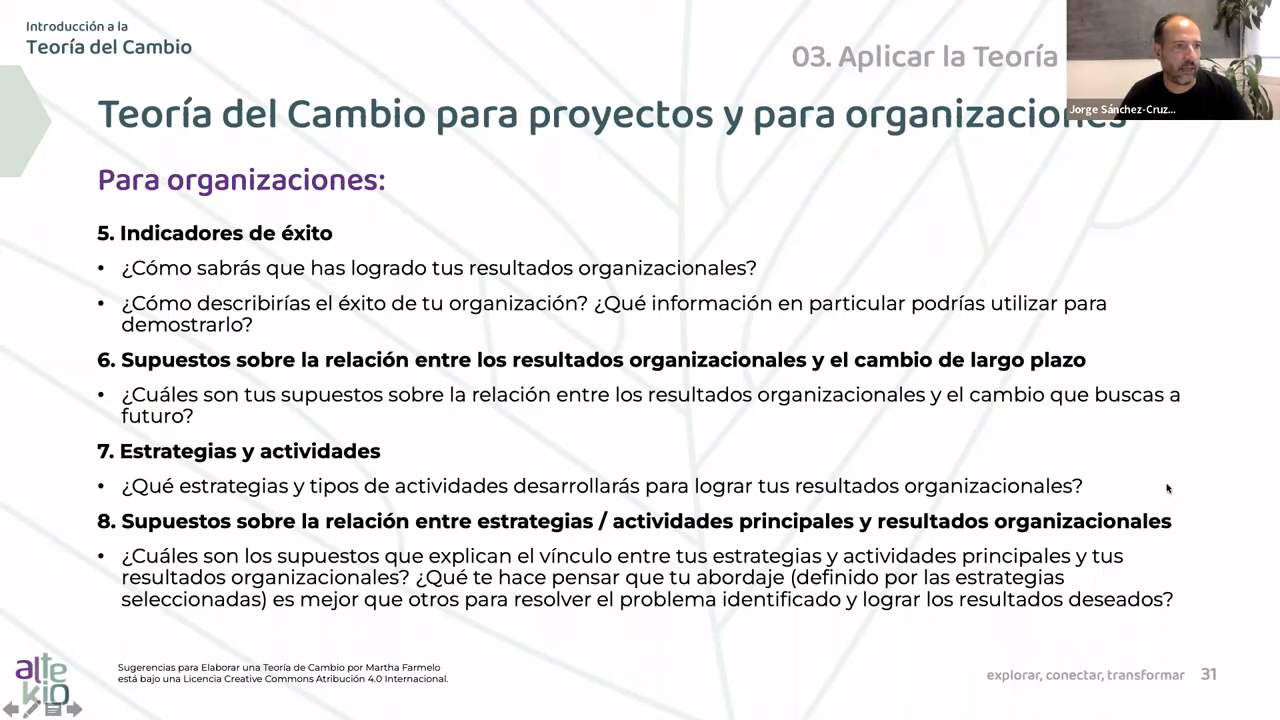 Introducción a la
Teoría del Cambio
03. Aplicar la Teoría
Jorge Sánchez-Cruz...
Teoría del Cambio para proyectos y para organizaciones
Para organizaciones:
5. Indicadores de éxito
• ¿Cómo sabrás que has logrado tus resultados organizacionales?
• ¿Cómo describirías el éxito de tu organización? ¿Qué información en particular podrías utilizar para
demostrarlo?
6. Supuestos sobre la relación entre los resultados organizacionales y el cambio de largo plazo
• ¿Cuáles son tus supuestos sobre la relación entre los resultados organizacionales y el cambio que buscas a
futuro?
7. Estrategias y actividades
• ¿Qué estrategias y tipos de actividades desarrollarás para lograr tus resultados organizacionales?
8. Supuestos sobre la relación entre estrategias / actividades principales y resultados organizacionales
• ¿Cuáles son los supuestos que explican el vínculo entre tus estrategias y actividades principales y tus
resultados organizacionales? ¿Qué te hace pensar que tu abordaje (definido por las estrategias
seleccionadas) es mejor que otros para resolver el problema identificado y lograr los resultados deseados?
alte
kio
Sugerencias para Elaborar una Teoría de Cambio por Martha Farmelo
está bajo una Licencia Creative Commons Atribución 4.0 Internacional.
explorar, conectar, transformar 31